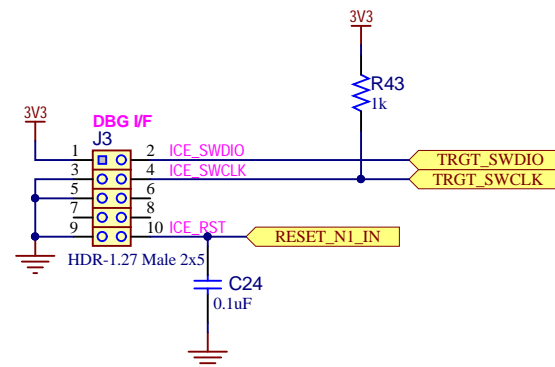 3V3
R43
1k
3V3
DBG I/F
J3
1 2 ICE_SWDIO TRGT_SWDIO
3 4 ICE_SWCLK TRGT_SWCLK
5 6
7 8
9 10 ICE_RST RESET_N1_IN
HDR-1.27 Male 2x5
C24
0.1uF